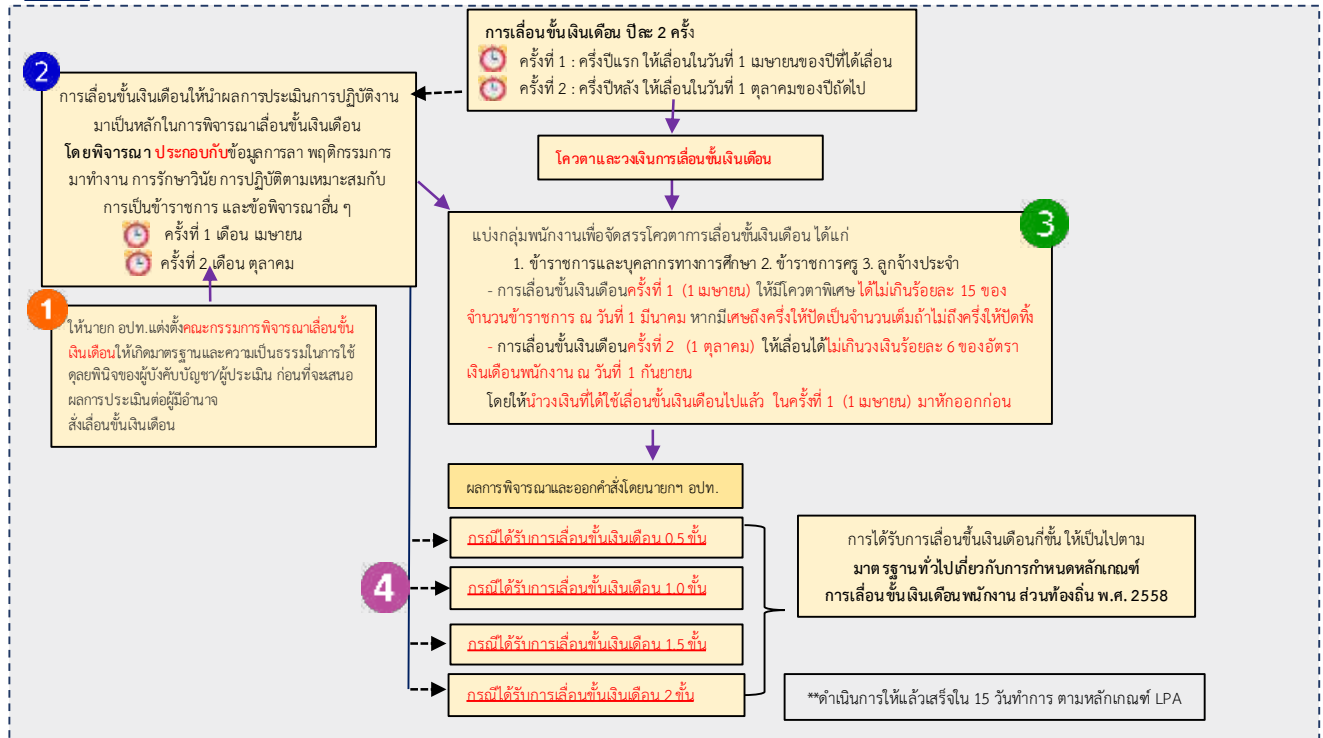 การเลื่อนขั้นเงินเดือน ปีละ 2 ครั้ง
ครั้งที่ 1 : ครึ่งปีแรก ให้เลื่อนในวันที่ 1 เมษายนของปีที่ได้เลื่อน
ครั้งที่ 2 : ครึ่งปีหลัง ให้เลื่อนในวันที่ 1 ตุลาคมของปีถัดไป
2
การเลื่อนขั้นเงินเดือนให้นำผลการประเมินการปฏิบัติงาน
มาเป็นหลักในการพิจารณาเลื่อนขั้นเงินเดือน
โดยพิจารณา ประกอบกับข้อมูลการลา พฤติกรรมการ
มาทำงาน การรักษาวินัย การปฏิบัติตามเหมาะสมกับ
การเป็นข้าราชการ และข้อพิจารณาอื่น ๆ
ครั้งที่ 1 เดือน เมษายน
ครั้งที่ 2 เดือน ตุลาคม
โควตาและวงเงินการเลื่อนขั้นเงินเดือน
3
แบ่งกลุ่มพนักงานเพื่อจัดสรรโควตาการเลื่อนขั้นเงินเดือน ได้แก่
1. ข้าราชการและบุคลากรทางการศึกษา 2. ข้าราชการครู 3. ลูกจ้างประจำ
- การเลื่อนขั้นเงินเดือนครั้งที่ 1 (1 เมษายน) ให้มีโควตาพิเศษ ได้ไม่เกินร้อยละ 15 ของ
จำนวนข้าราชการ ณ วันที่ 1 มีนาคม หากมีเศษถึงครึ่งให้ปัดเป็นจำนวนเต็มถ้าไม่ถึงครึ่งให้ปัดทิ้ง
- การเลื่อนขั้นเงินเดือนครั้งที่ 2 (1 ตุลาคม) ให้เลื่อนได้ไม่เกินวงเงินร้อยละ 6 ของอัตรา
เงินเดือนพนักงาน ณ วันที่ 1 กันยายน
โดยให้นำวงเงินที่ได้ใช้เลื่อนขั้นเงินเดือนไปแล้ว ในครั้งที่ 1 (1 เมษายน) มาหักออกก่อน
1
ให้นายก อปท.แต่งตั้งคณะกรรมการพิจารณาเลื่อนขั้น
เงินเดือนให้เกิดมาตรฐานและความเป็นธรรมในการใช้
ดุลยพินิจของผู้บังคับบัญชา/ผู้ประเมิน ก่อนที่จะเสนอ
ผลการประเมินต่อผู้มีอำนาจ
สั่งเลื่อนขั้นเงินเดือน
ผลการพิจารณาและออกคำสั่งโดยนายกฯ อปท.
4
กรณีได้รับการเลื่อนขั้นเงินเดือน 0.5 ขั้น
กรณีได้รับการเลื่อนขั้นเงินเดือน 1.0 ขั้น
กรณีได้รับการเลื่อนขั้นเงินเดือน 1.5 ขั้น
กรณีได้รับการเลื่อนขั้นเงินเดือน 2 ขั้น
การได้รับการเลื่อนขึ้นเงินเดือนกี่ขั้น ให้เป็นไปตาม
มาตรฐานทั่วไปเกี่ยวกับการกำหนดหลักเกณฑ์
การเลื่อนขั้นเงินเดือนพนักงาน ส่วนท้องถิ่น พ.ศ. 2558
**ดำเนินการให้แล้วเสร็จใน 15 วันทำการ ตามหลักเกณฑ์ LPA